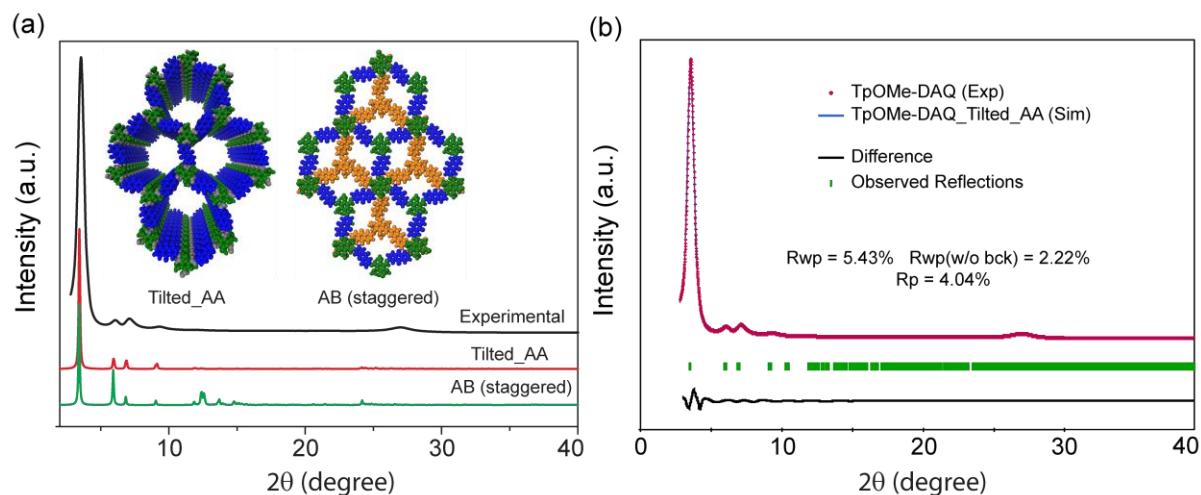 (a)
Intensity (a.u.)
Tilted_AA
AB (staggered)
Experimental
Tilted_AA
AB (staggered)
10
20
30
40
2θ (degree)
(b)
Intensity (a.u.)
TpOMe-DAQ (Exp)
TpOMe-DAQ_Tilted_AA (Sim)
Difference
Observed Reflections
Rwp = 5.43% Rwp(w/o bck) = 2.22%
Rp = 4.04%
0
10
20
30
40
2θ (degree)